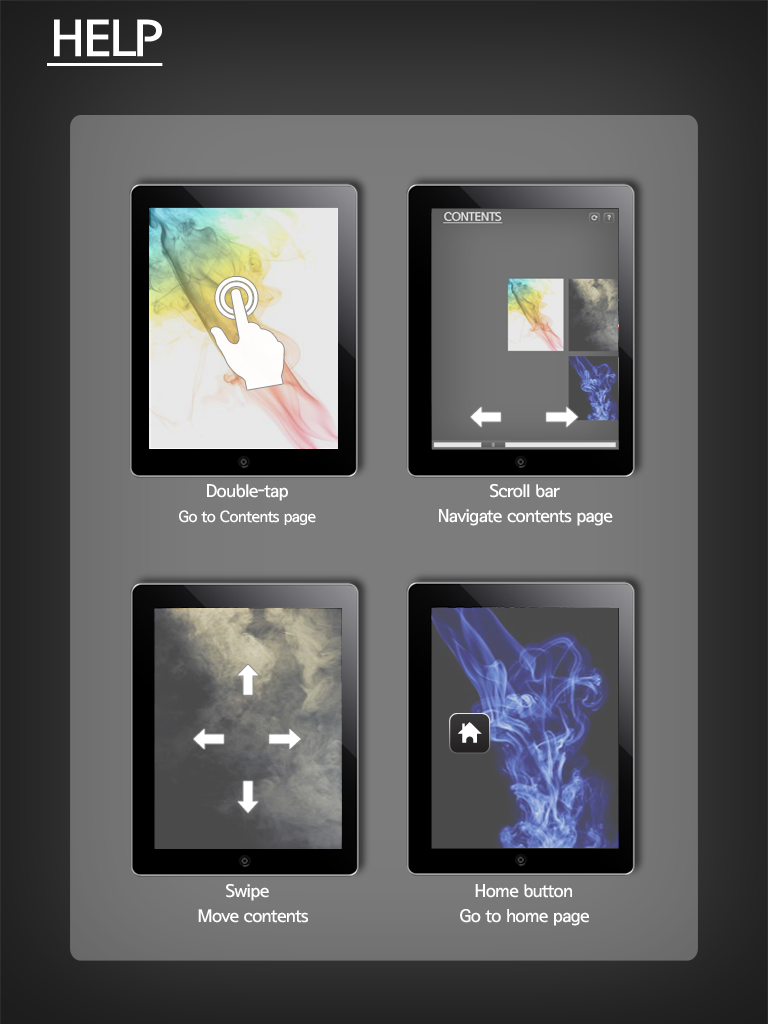 HELP
CONTENTS
?
Double-tap
Go to Contents page
Scroll bar
Navigate contents page
Swipe
Move contents
Home button
Go to home page